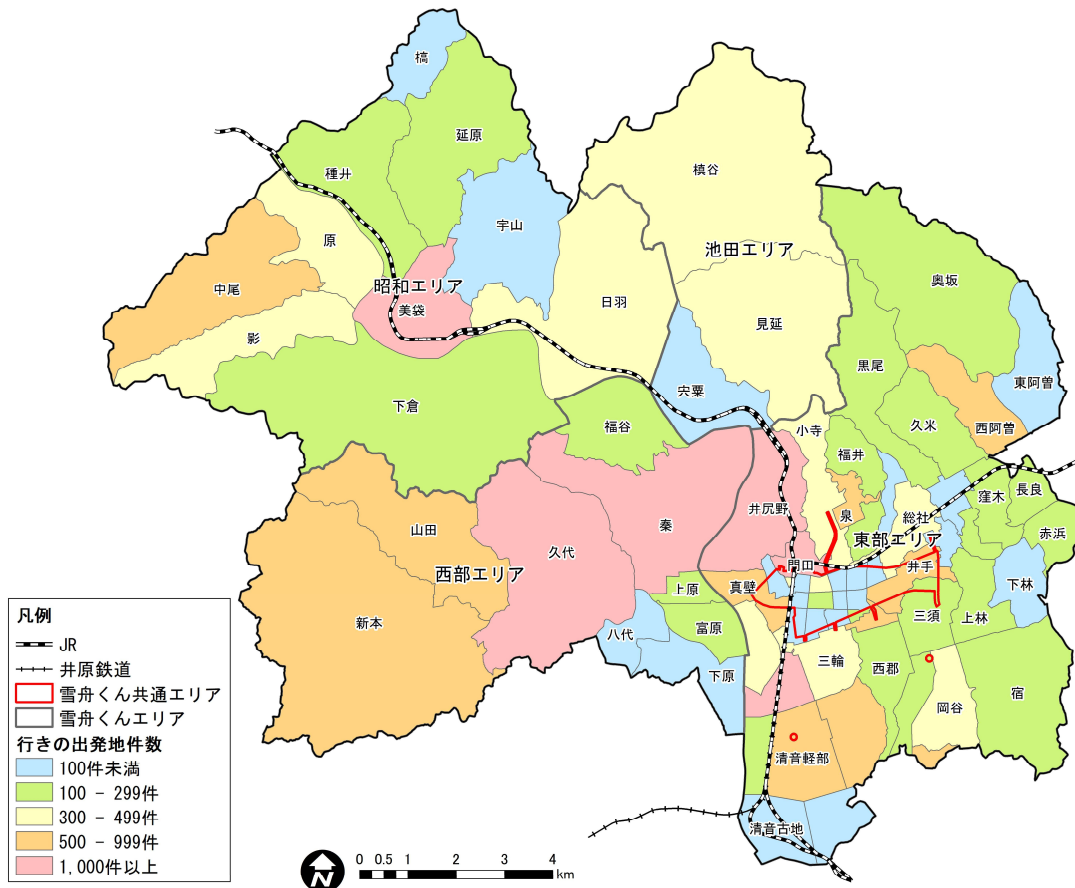 槁
延原
種井
槙谷
宇山
原
池田エリア
奥坂
昭和エリア
中尾
日羽
美袋
見延
影
黒尾
東阿曽
下倉
宍粟
久米
西阿曽
小寺
福谷
福井
窪木
長良
井尻野
泉
総社
赤浜
山田
秦
東部エリア
久代
門田
井手
下林
西部エリア
上原
真壁
三須
上林
新本
富原
八代
三輪
西郡
下原
宿
岡谷
清音軽部
清音古地
凡例
JR
井原鉄道
雪舟くん共通エリア
雪舟くんエリア
行きの出発地件数
100件未満
100 - 299件
300 - 499件
500 - 999件
1,000件以上
N
0 0.5 1 2 3 4
km